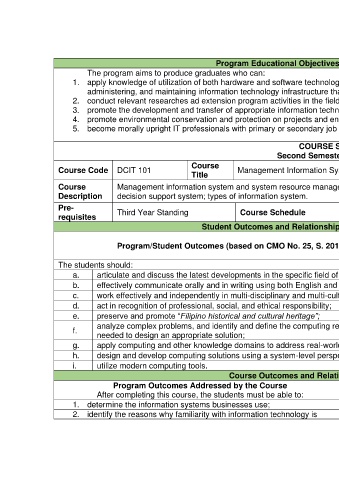 Program Educational Objectives
The program aims to produce graduates who can:
1. apply knowledge of utilization of both hardware and software technolog
administering, and maintaining information technology infrastructure tha
2. conduct relevant researches ad extension program activities in the field
3. promote the development and transfer of appropriate information techn
4. promote environmental conservation and protection on projects and en
5. become morally upright IT professionals with primary or secondary job
COURSE S
Second Semeste
Course Code DCIT 101 Course Title Management Information Sy
Course Description Management information system and system resource manage
decision support system; types of information system.
Pre-requisites Third Year Standing Course Schedule
Student Outcomes and Relationship
Program/Student Outcomes (based on CMO No. 25, S. 201
The students should:
a. articulate and discuss the latest developments in the specific field of
b. effectively communicate orally and in writing using both English and
c. work effectively and independently in multi-disciplinary and multi-cult
d. act in recognition of professional, social, and ethical responsibility;
e. preserve and promote "Filipino historical and cultural heritage";
f. analyze complex problems, and identify and define the computing re
needed to design an appropriate solution;
g. apply computing and other knowledge domains to address real-worl
h. design and develop computing solutions using a system-level perspe
i. utilize modern computing tools.
Course Outcomes and Relati
Program Outcomes Addressed by the Course
After completing this course, the students must be able to:
1. determine the information systems businesses use;
2. identify the reasons why familiarity with information technology is